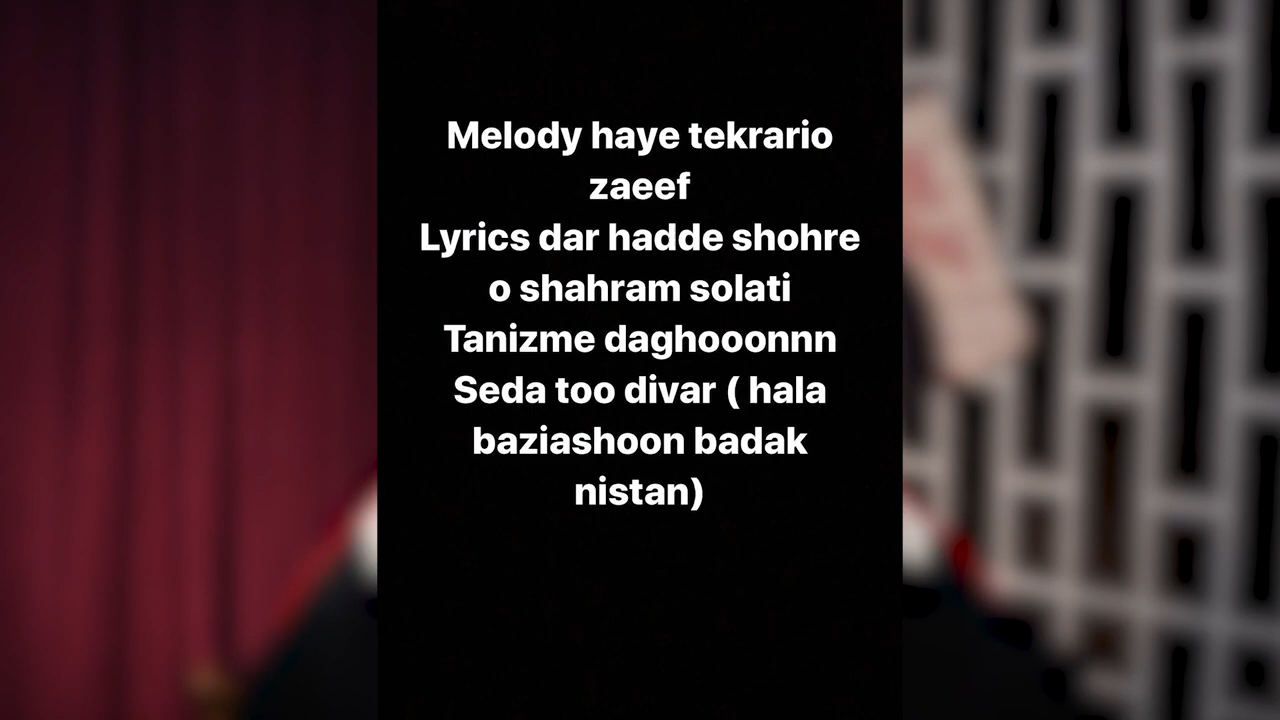 Melody haye tekrario
zaeef
Lyrics dar hadde shohre
o shahram solati
Tanizme daghooonnn
Seda too divar ( hala
baziashoon badak
nistan)